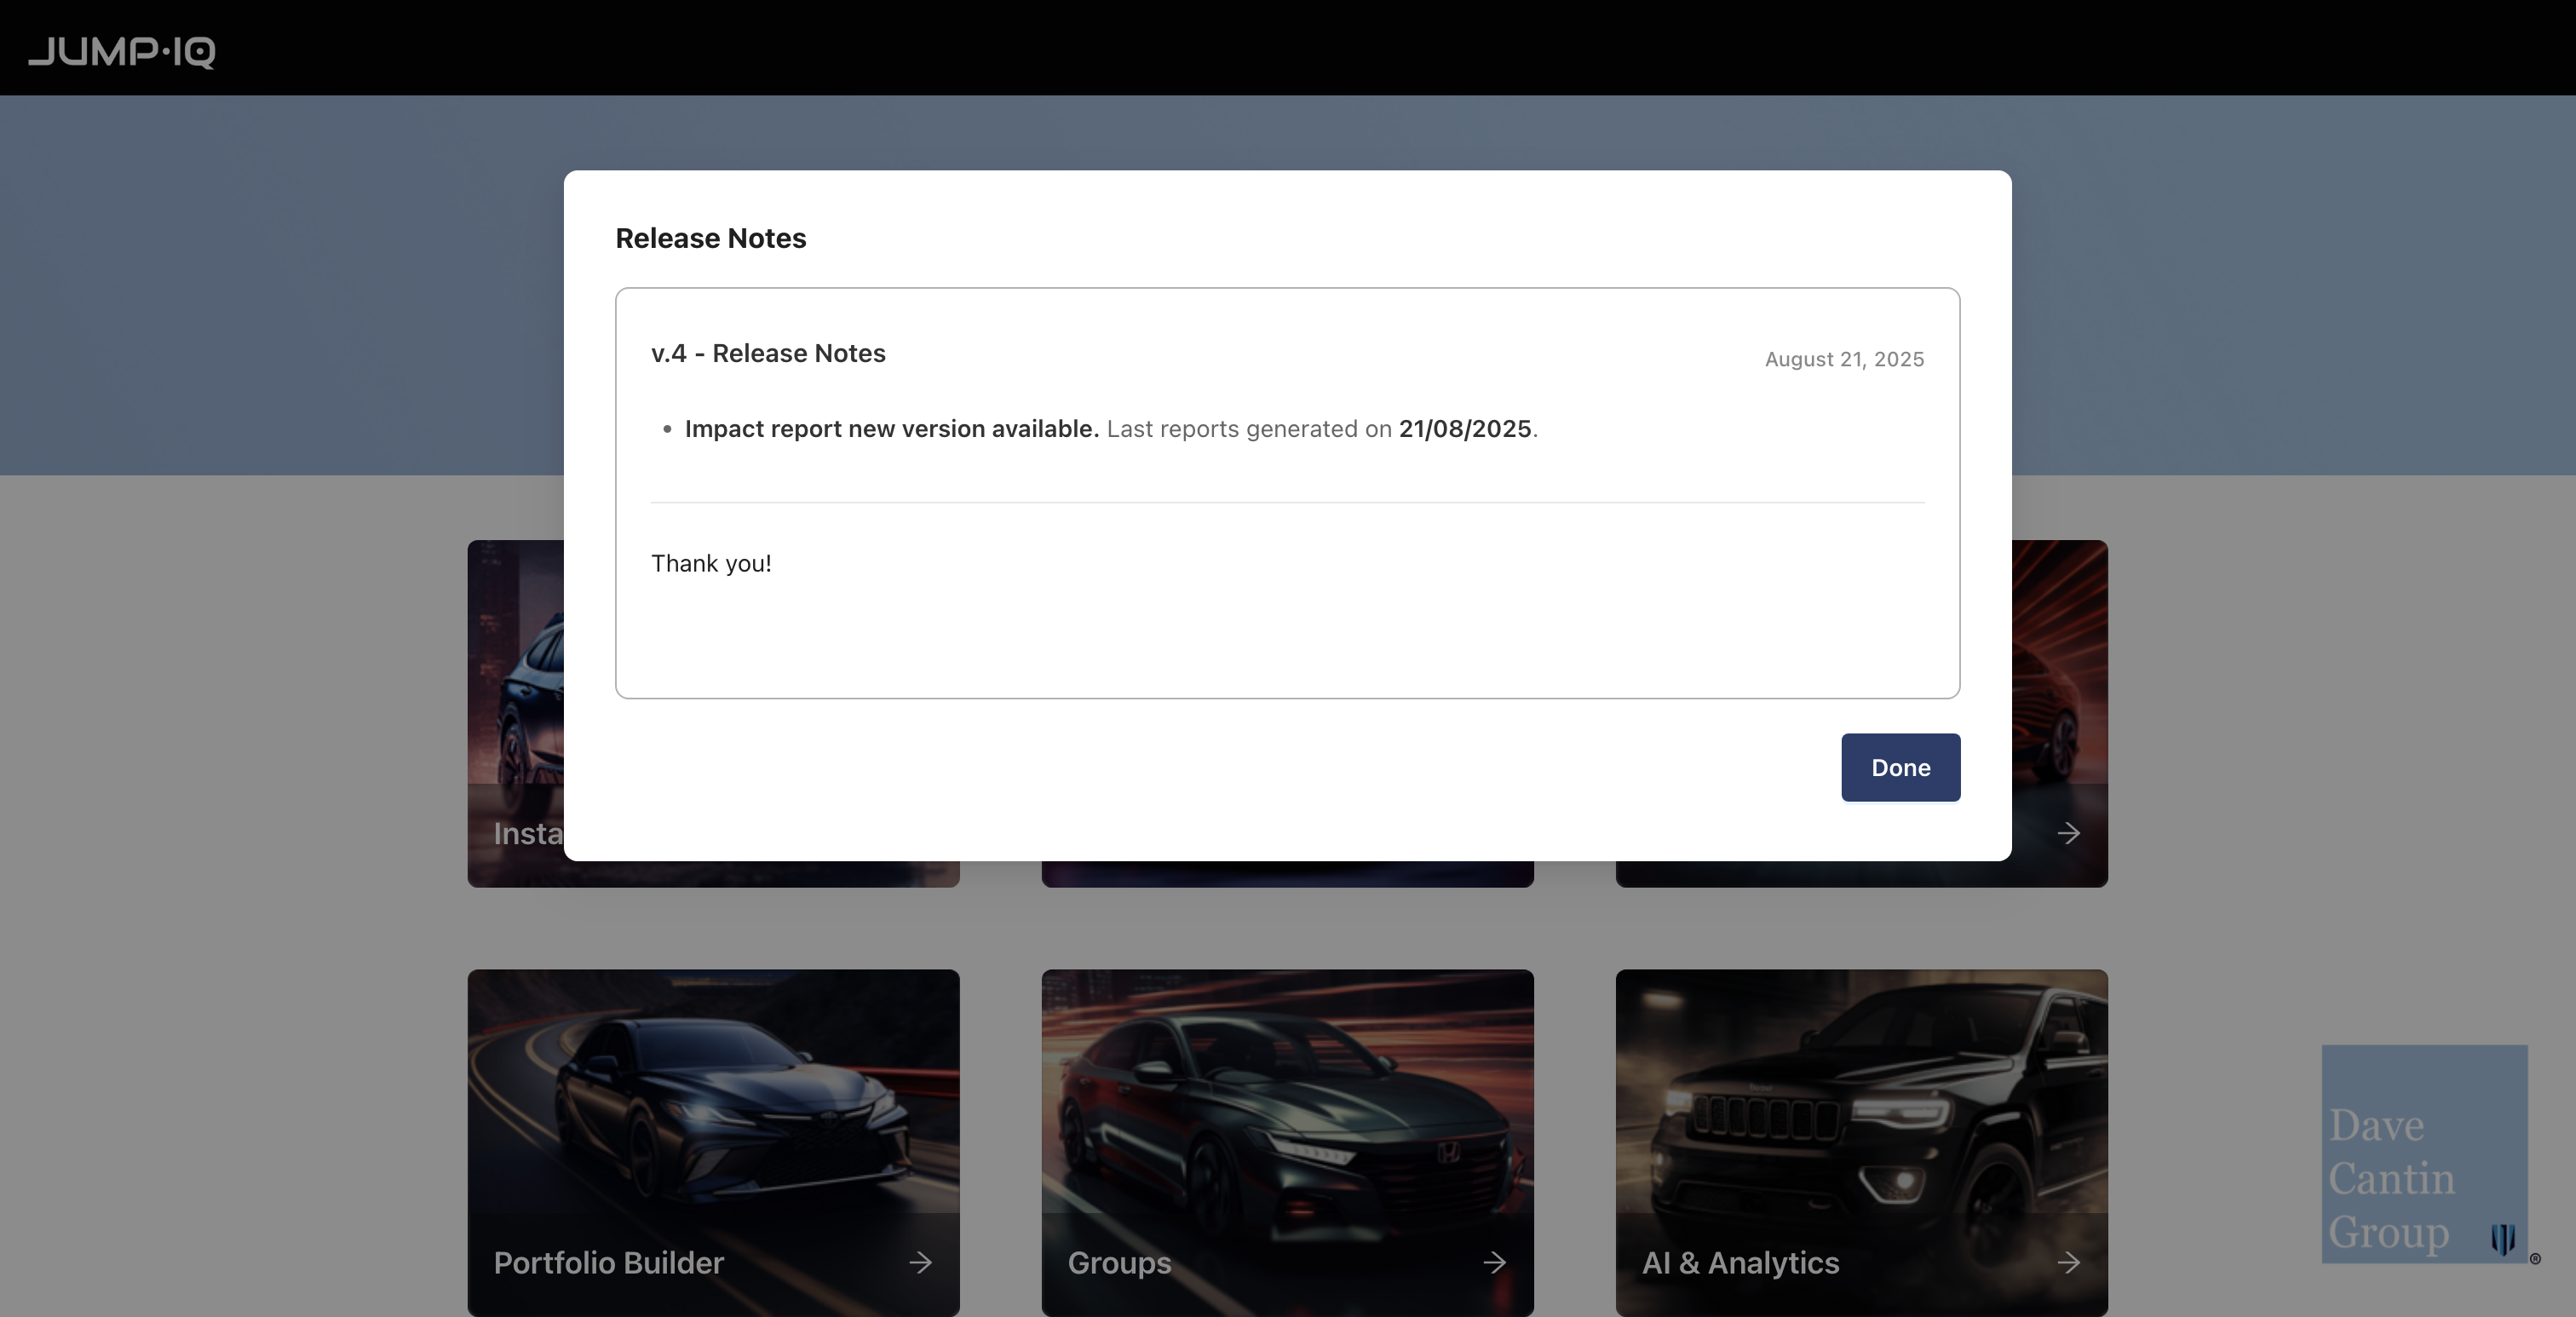 JUMP·IQ
Release Notes
v.4 - Release Notes
August 21, 2025
• Impact report new version available. Last reports generated on 21/08/2025.
Thank you!
Done
Insta
Portfolio Builder
Groups
AI & Analytics
Dave
Cantin
Group
®